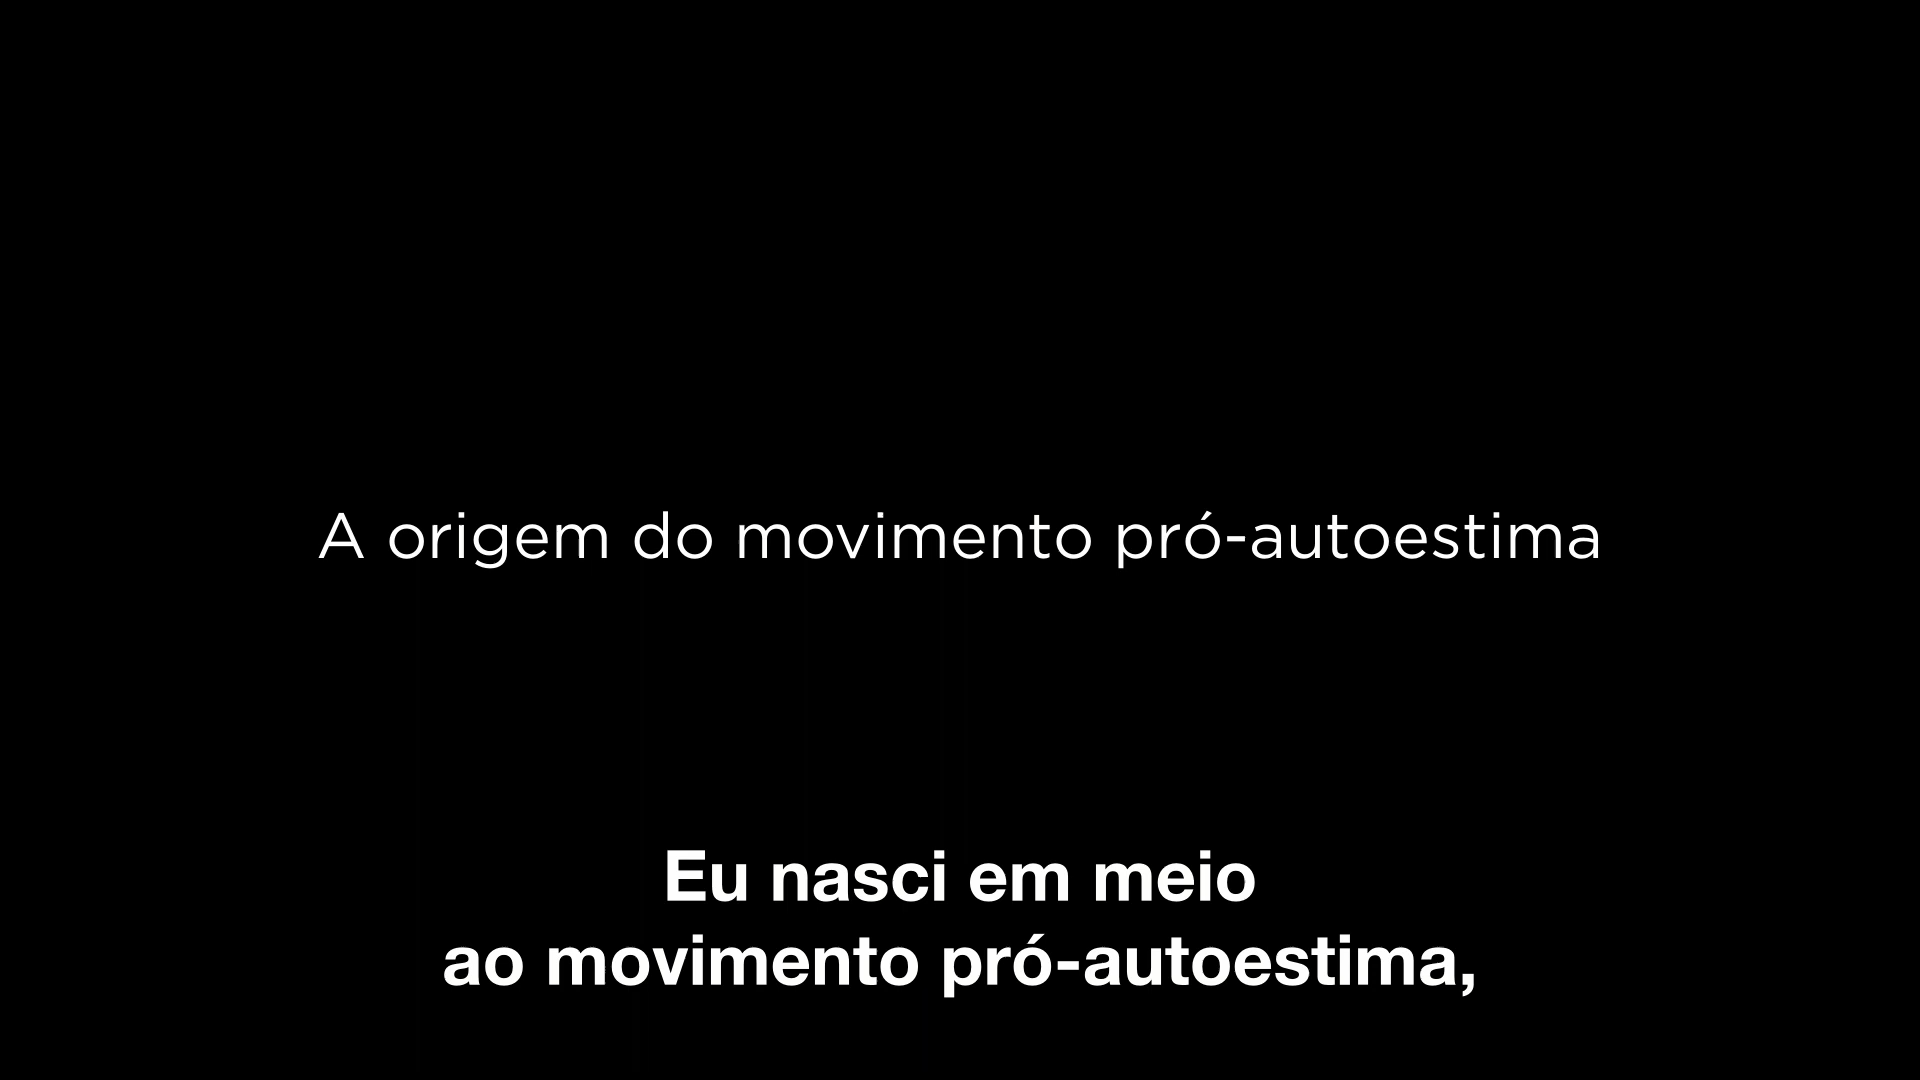 A origem do movimento pró-autoestima
Eu nasci em meio
ao movimento pró-autoestima,